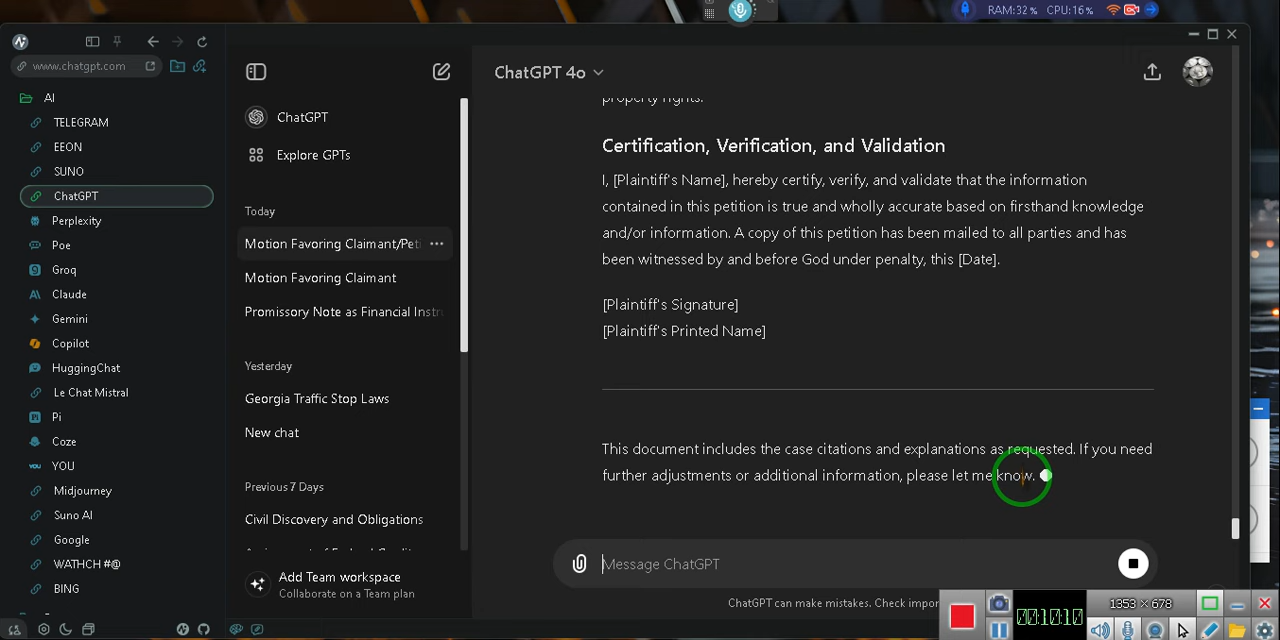 RAM:32% CPU:16%
www.chatgpt.com
AI
TELEGRAM
EEON
SUNO
ChatGPT
Perplexity
Poe
Groq
Claude
Gemini
Copilot
HuggingChat
Le Chat Mistral
Pi
Coze
YOU
Midjourney
Suno AI
Google
WATHCH #@
BING
ChatGPT
Explore GPTs
Today
Motion Favoring Claimant/Peti
Motion Favoring Claimant
Promissory Note as Financial Instru
Yesterday
Georgia Traffic Stop Laws
New chat
Previous 7 Days
Civil Discovery and Obligations
Add Team workspace
Collaborate on a Team plan
ChatGPT 4o
property rights.
Certification, Verification, and Validation
I, [Plaintiff's Name], hereby certify, verify, and validate that the information
contained in this petition is true and wholly accurate based on firsthand knowledge
and/or information. A copy of this petition has been mailed to all parties and has
been witnessed by and before God under penalty, this [Date].
[Plaintiff's Signature]
[Plaintiff's Printed Name]
This document includes the case citations and explanations as requested. If you need
further adjustments or additional information, please let me know.
Message ChatGPT
ChatGPT can make mistakes. Check impor
1353 × 678
00:10:10